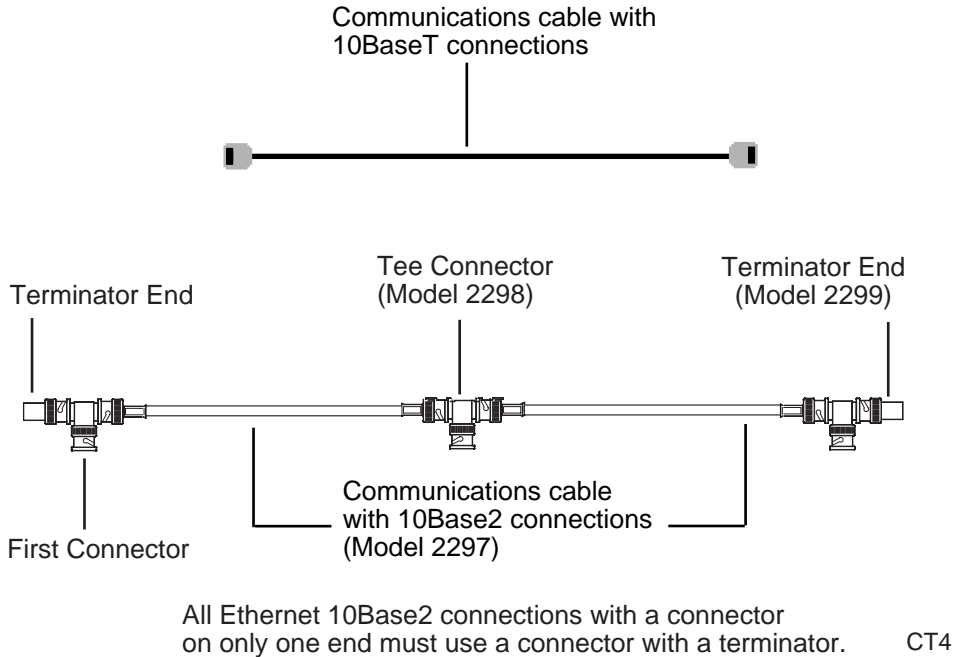 Communications cable with
10BaseT connections
Terminator End
Tee Connector
(Model 2298)
Terminator End
(Model 2299)
First Connector
Communications cable
with 10Base2 connections
(Model 2297)
All Ethernet 10Base2 connections with a connector
on only one end must use a connector with a terminator.
CT4